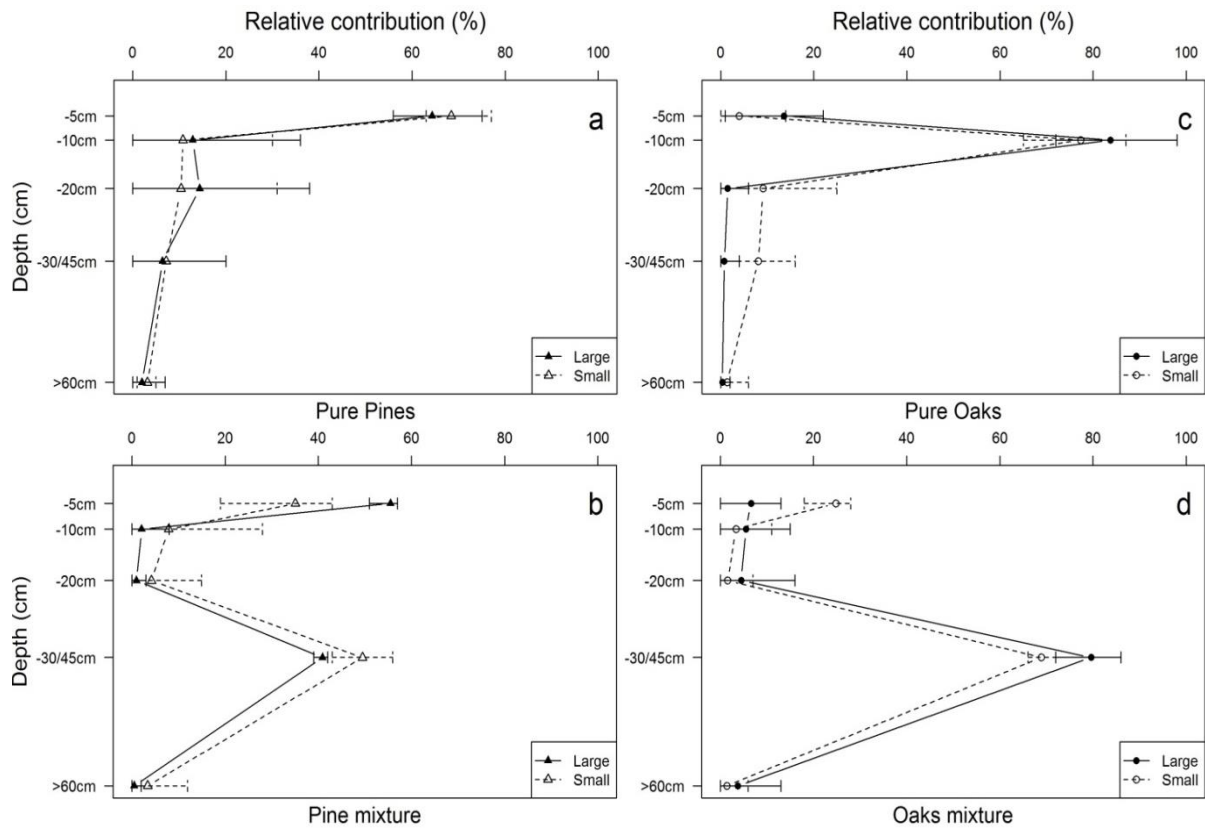 Relative contribution (%)
0 20 40 60 80 100
Depth (cm)
-5cm
-10cm
-20cm
-30/45cm
>60cm
a
Large
Small
Pure Pines
Relative contribution (%)
0 20 40 60 80 100
-5cm
-10cm
-20cm
-30/45cm
>60cm
c
Large
Small
Pure Oaks
0 20 40 60 80 100
Depth (cm)
-5cm
-10cm
-20cm
-30/45cm
>60cm
b
Large
Small
Pine mixture
0 20 40 60 80 100
-5cm
-10cm
-20cm
-30/45cm
>60cm
d
Large
Small
Oaks mixture